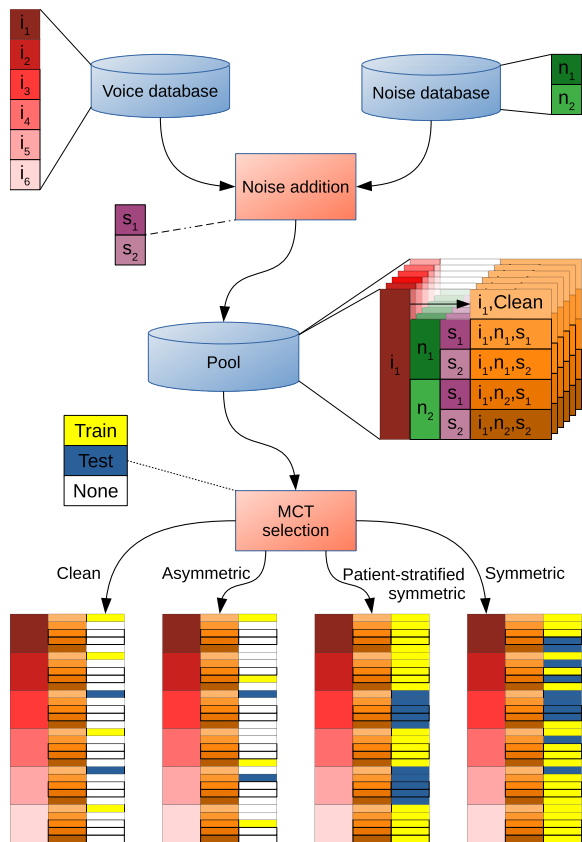 i1
i2
i3
i4
i5
i6
Voice database
Noise database
n1
n2
Noise addition
s1
s2
Pool
i1
i1,Clean
n1
s1
i1,n1,s1
s2
i1,n1,s2
n2
s1
i1,n2,s1
s2
i1,n2,s2
Train
Test
None
MCT
selection
Clean
Asymmetric
Patient-stratified
symmetric
Symmetric